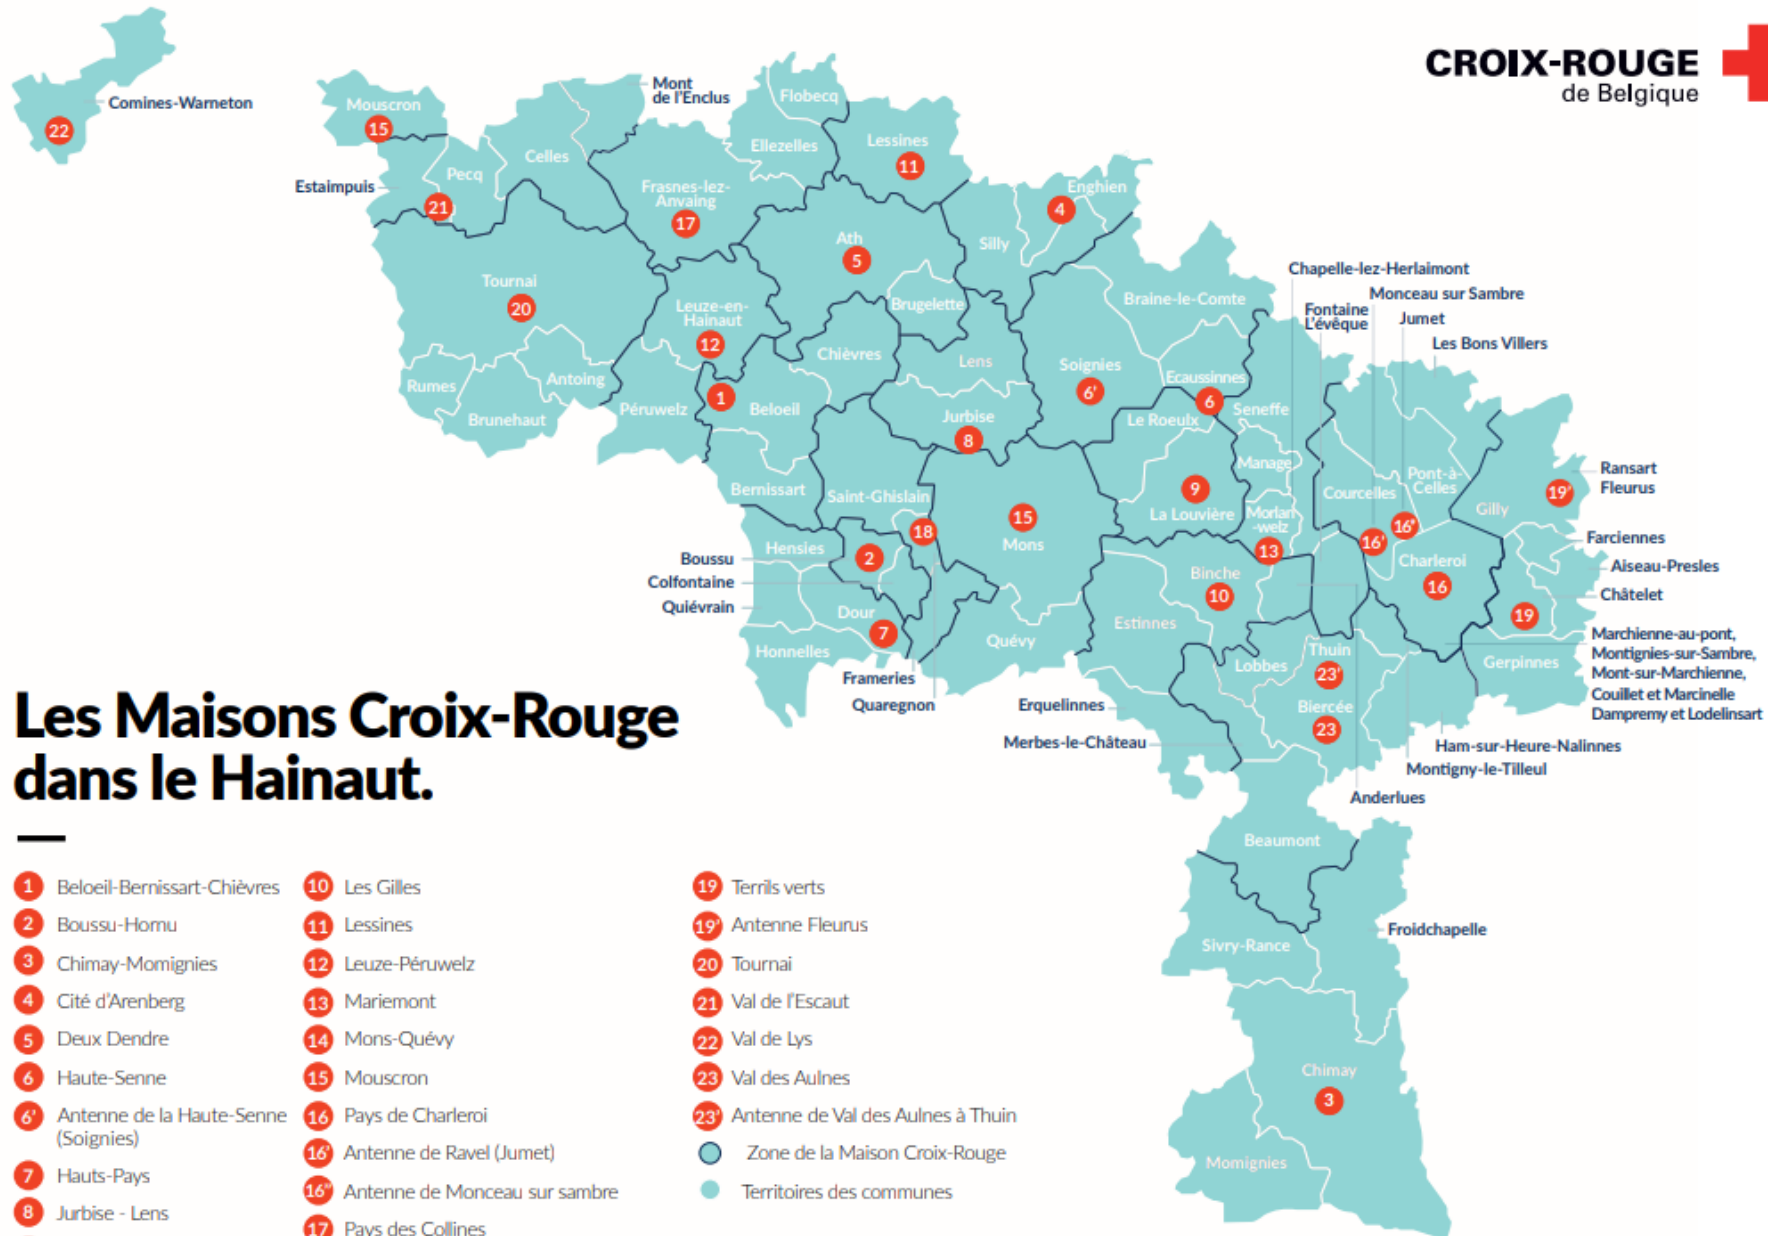 CROIX-ROUGE
de Belgique
Comines-Warneton
22
Mouscron
15
Mont
de l'Enclus
Flobecq
Ellezelles
Lessines
11
Celles
Pecq
Estaimpuis
21
Frasnes-lez-
Anvaing
17
Enghien
4
Silly
Ath
5
Tournai
20
Leuze-en-
Hainaut
12
Brugelette
Braine-le-Comte
Chapelle-lez-Herlaimont
Monceau sur Sambre
Fontaine
L'évêque
Jumet
Les Bons Villers
Chièvres
Lens
Soignies
6'
Ecaussinnes
6
Rumes
Antoing
Brunehaut
Péruwelz
1
Beloeil
Jurbise
8
Le Roeulx
Seneffe
Manage
Bernissart
Saint-Ghislain
18
15
Mons
9
La Louvière
Morlan
-welz
13
Courcelles
Pont-à-
Celles
Gilly
19'
Ransart
Fleurus
16'
16"
Charleroi
16
Farciennes
Aiseau-Presles
Châtelet
19
Hensies
Boussu
2
Colfontaine
Quiévrain
Dour
7
Honnelles
Frameries
Quaregnon
Quévy
Binche
10
Estinnes
Erquelinnes
Merbes-le-Château
Lobbes
Thuin
23'
Biercée
23
Gerpinnes
Marchienne-au-pont,
Montignies-sur-Sambre,
Mont-sur-Marchienne,
Couillet et Marcinelle
Dampremy et Lodelinsart
Ham-sur-Heure-Nalinnes
Montigny-le-Tilleul
Anderlues
Beaumont
Froidchapelle
Sivry-Rance
Chimay
3
Momignies
Les Maisons Croix-Rouge
dans le Hainaut.
1 Beloeil-Bernissart-Chièvres
2 Boussu-Hornu
3 Chimay-Momignies
4 Cité d'Arenberg
5 Deux Dendre
6 Haute-Senne
6' Antenne de la Haute-Senne
(Soignies)
7 Hauts-Pays
8 Jurbise - Lens
10 Les Gilles
11 Lessines
12 Leuze-Péruwelz
13 Mariemont
14 Mons-Quévy
15 Mouscron
16 Pays de Charleroi
16' Antenne de Ravel (Jumet)
16" Antenne de Monceau sur sambre
17 Pays des Collines
19 Terrils verts
19' Antenne Fleurus
20 Tournai
21 Val de l'Escaut
22 Val de Lys
23 Val des Aulnes
23' Antenne de Val des Aulnes à Thuin
Zone de la Maison Croix-Rouge
Territoires des communes